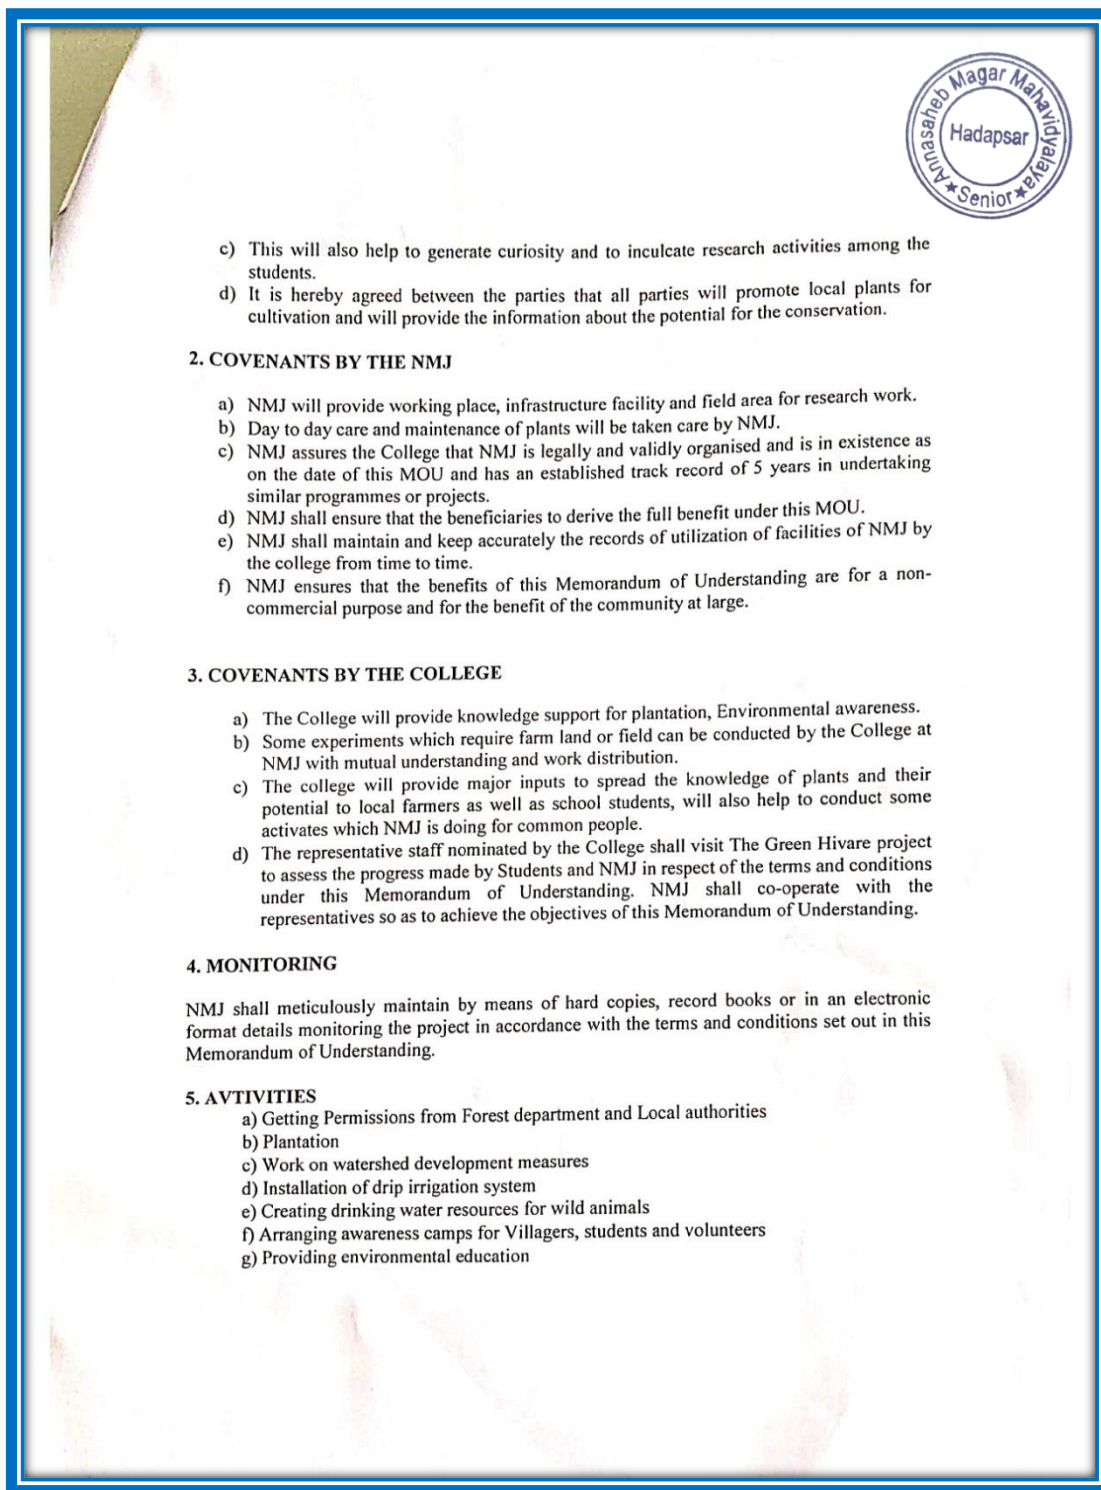 Annasaheb Magar Mahavidyalaya
Hadapsar
★Senior★
c) This will also help to generate curiosity and to inculcate research activities among the
students.
d) It is hereby agreed between the parties that all parties will promote local plants for
cultivation and will provide the information about the potential for the conservation.
2. COVENANTS BY THE NMJ
a) NMJ will provide working place, infrastructure facility and field area for research work.
b) Day to day care and maintenance of plants will be taken care by NMJ.
c) NMJ assures the College that NMJ is legally and validly organised and is in existence as
on the date of this MOU and has an established track record of 5 years in undertaking
similar programmes or projects.
d) NMJ shall ensure that the beneficiaries to derive the full benefit under this MOU.
e) NMJ shall maintain and keep accurately the records of utilization of facilities of NMJ by
the college from time to time.
f) NMJ ensures that the benefits of this Memorandum of Understanding are for a non-
commercial purpose and for the benefit of the community at large.
3. COVENANTS BY THE COLLEGE
a) The College will provide knowledge support for plantation, Environmental awareness.
b) Some experiments which require farm land or field can be conducted by the College at
NMJ with mutual understanding and work distribution.
c) The college will provide major inputs to spread the knowledge of plants and their
potential to local farmers as well as school students, will also help to conduct some
activates which NMJ is doing for common people.
d) The representative staff nominated by the College shall visit The Green Hivare project
to assess the progress made by Students and NMJ in respect of the terms and conditions
under this Memorandum of Understanding. NMJ shall co-operate with the
representatives so as to achieve the objectives of this Memorandum of Understanding.
4. MONITORING
NMJ shall meticulously maintain by means of hard copies, record books or in an electronic
format details monitoring the project in accordance with the terms and conditions set out in this
Memorandum of Understanding.
5. AVTIVITIES
a) Getting Permissions from Forest department and Local authorities
b) Plantation
c) Work on watershed development measures
d) Installation of drip irrigation system
e) Creating drinking water resources for wild animals
f) Arranging awareness camps for Villagers, students and volunteers
g) Providing environmental education